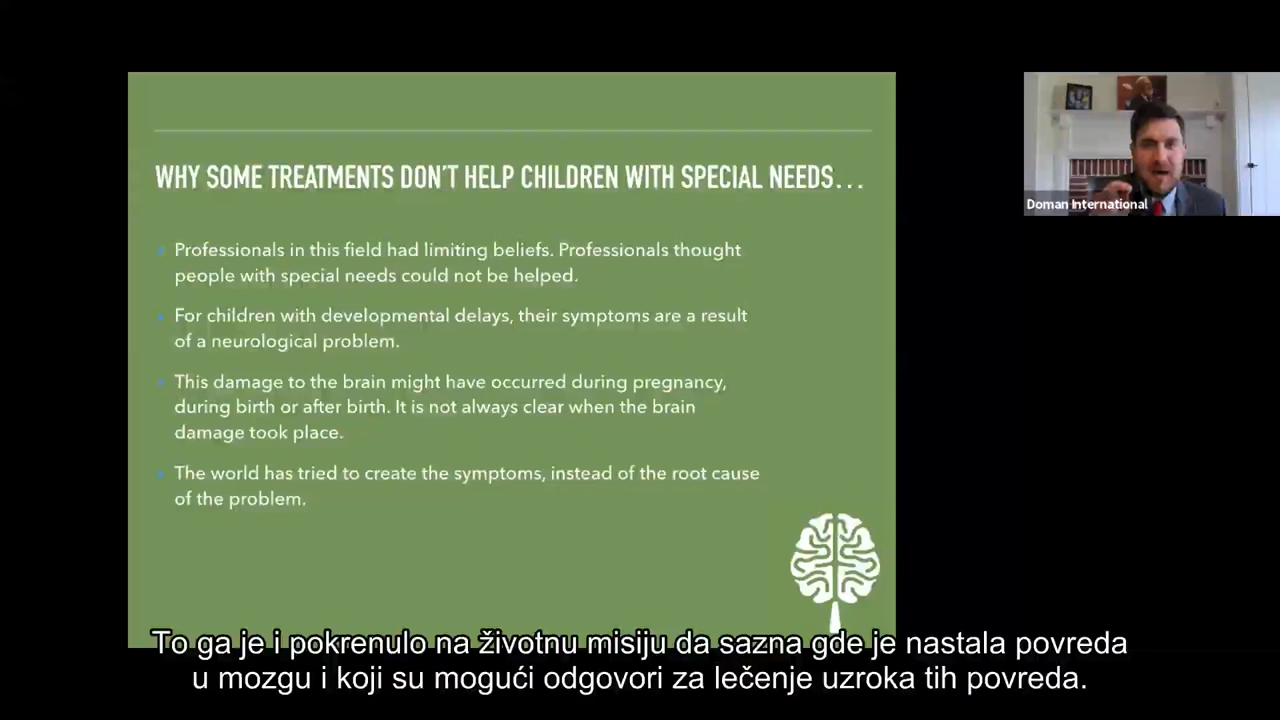 WHY SOME TREATMENTS DON'T HELP CHILDREN WITH SPECIAL NEEDS...
Professionals in this field had limiting beliefs. Professionals thought
people with special needs could not be helped.
For children with developmental delays, their symptoms are a result
of a neurological problem.
This damage to the brain might have occurred during pregnancy,
during birth or after birth. It is not always clear when the brain
damage took place.
The world has tried to create the symptoms, instead of the root cause
of the problem.
Doman International
To ga je i pokrenulo na životnu misiju da sazna gde je nastala povreda
u mozgu i koji su mogući odgovori za lečenje uzroka tih povreda.